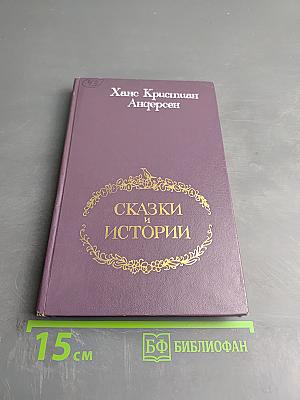 Ханс Кристиан
Андерсен
СКАЗКИ
И
ИСТОРИИ
15 см
БФ БИБЛИОФАН